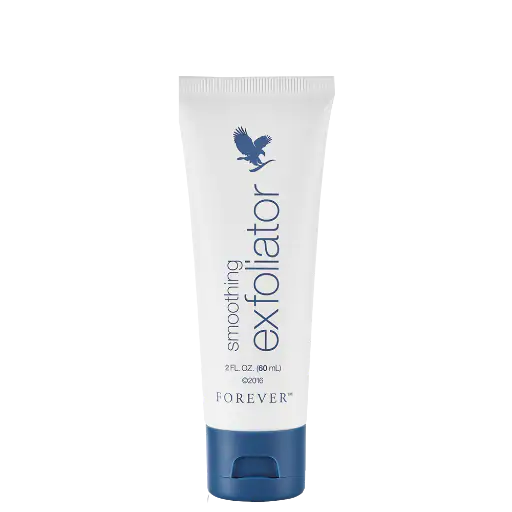 smoothing
exfoliator
2 FL. OZ. (60 mL)
©2016
FOREVER™